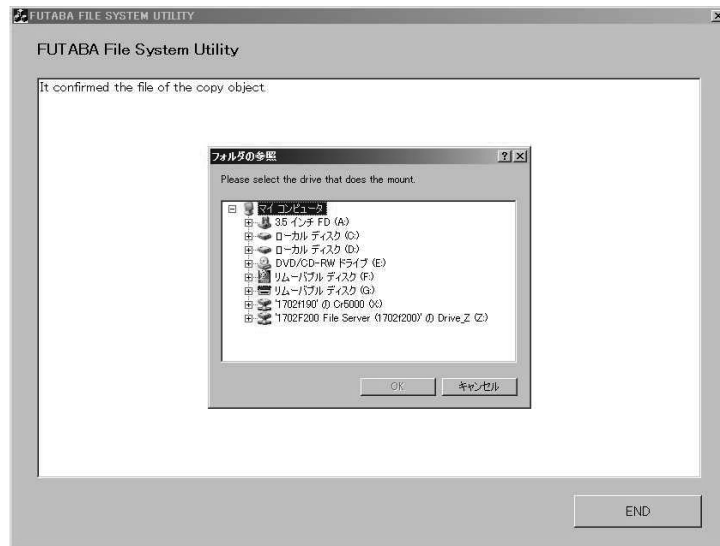 FUTABA FILE SYSTEM UTILITY
FUTABA File System Utility
It confirmed the file of the copy object
フォルダの参照
Please select the drive that does the mount.
マイ コンピュータ
3.5 インチ FD (A:)
ローカル ディスク (C:)
ローカル ディスク (D:)
DVD/CD-RW ドライブ (E:)
リムーバブル ディスク (F:)
リムーバブル ディスク (G:)
'1702f190' の Cr5000 (X:)
'1702F200 File Server (1702f200)' の Drive_Z (Z:)
OK
キャンセル
END